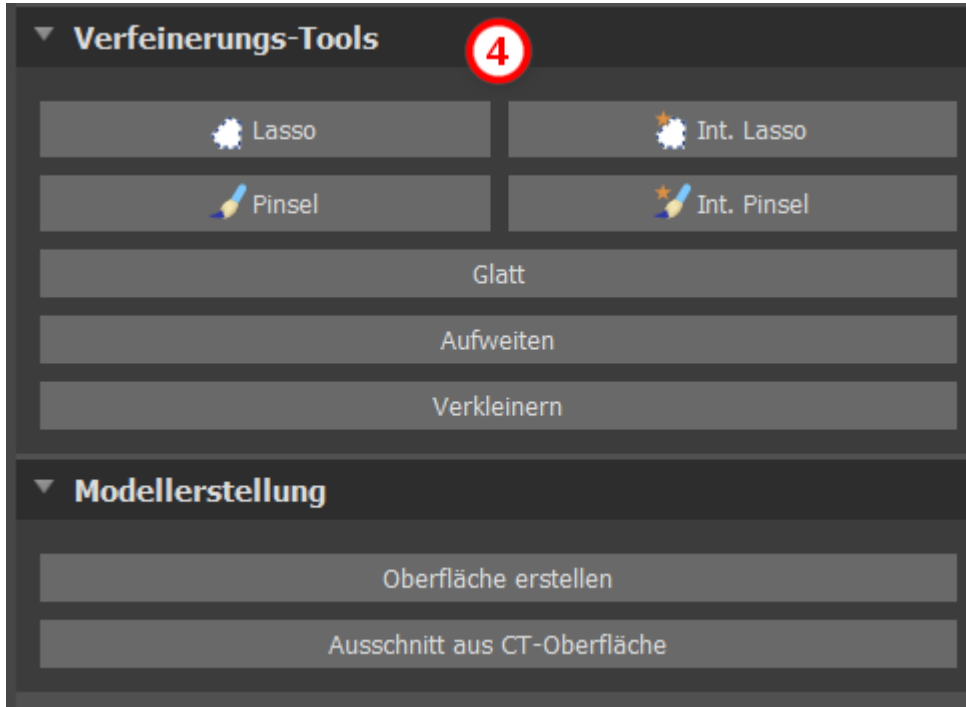 Verfeinerungs-Tools
4
Lasso
Int. Lasso
Pinsel
Int. Pinsel
Glatt
Aufweiten
Verkleinern
Modellerstellung
Oberfläche erstellen
Ausschnitt aus CT-Oberfläche